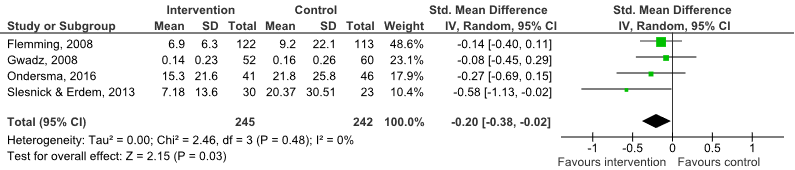 Intervention Control Std. Mean Difference Std. Mean Difference
Study or Subgroup Mean SD Total Mean SD Total Weight IV, Random, 95% CI IV, Random, 95% CI
Flemming, 2008 6.9 6.3 122 9.2 22.1 113 48.6% -0.14 [-0.40, 0.11]
Gwadz, 2008 0.14 0.23 52 0.16 0.26 60 23.1% -0.08 [-0.45, 0.29]
Ondersma, 2016 15.3 21.6 41 21.8 25.8 46 17.9% -0.27 [-0.69, 0.15]
Slesnick & Erdem, 2013 7.18 13.6 30 20.37 30.51 23 10.4% -0.58 [-1.13, -0.02]
Total (95% CI) 245 242 100.0% -0.20 [-0.38, -0.02]
Heterogeneity: Tau² = 0.00; Chi² = 2.46, df = 3 (P = 0.48); I² = 0%
Test for overall effect: Z = 2.15 (P = 0.03)
-1 -0.5 0 0.5 1
Favours intervention Favours control